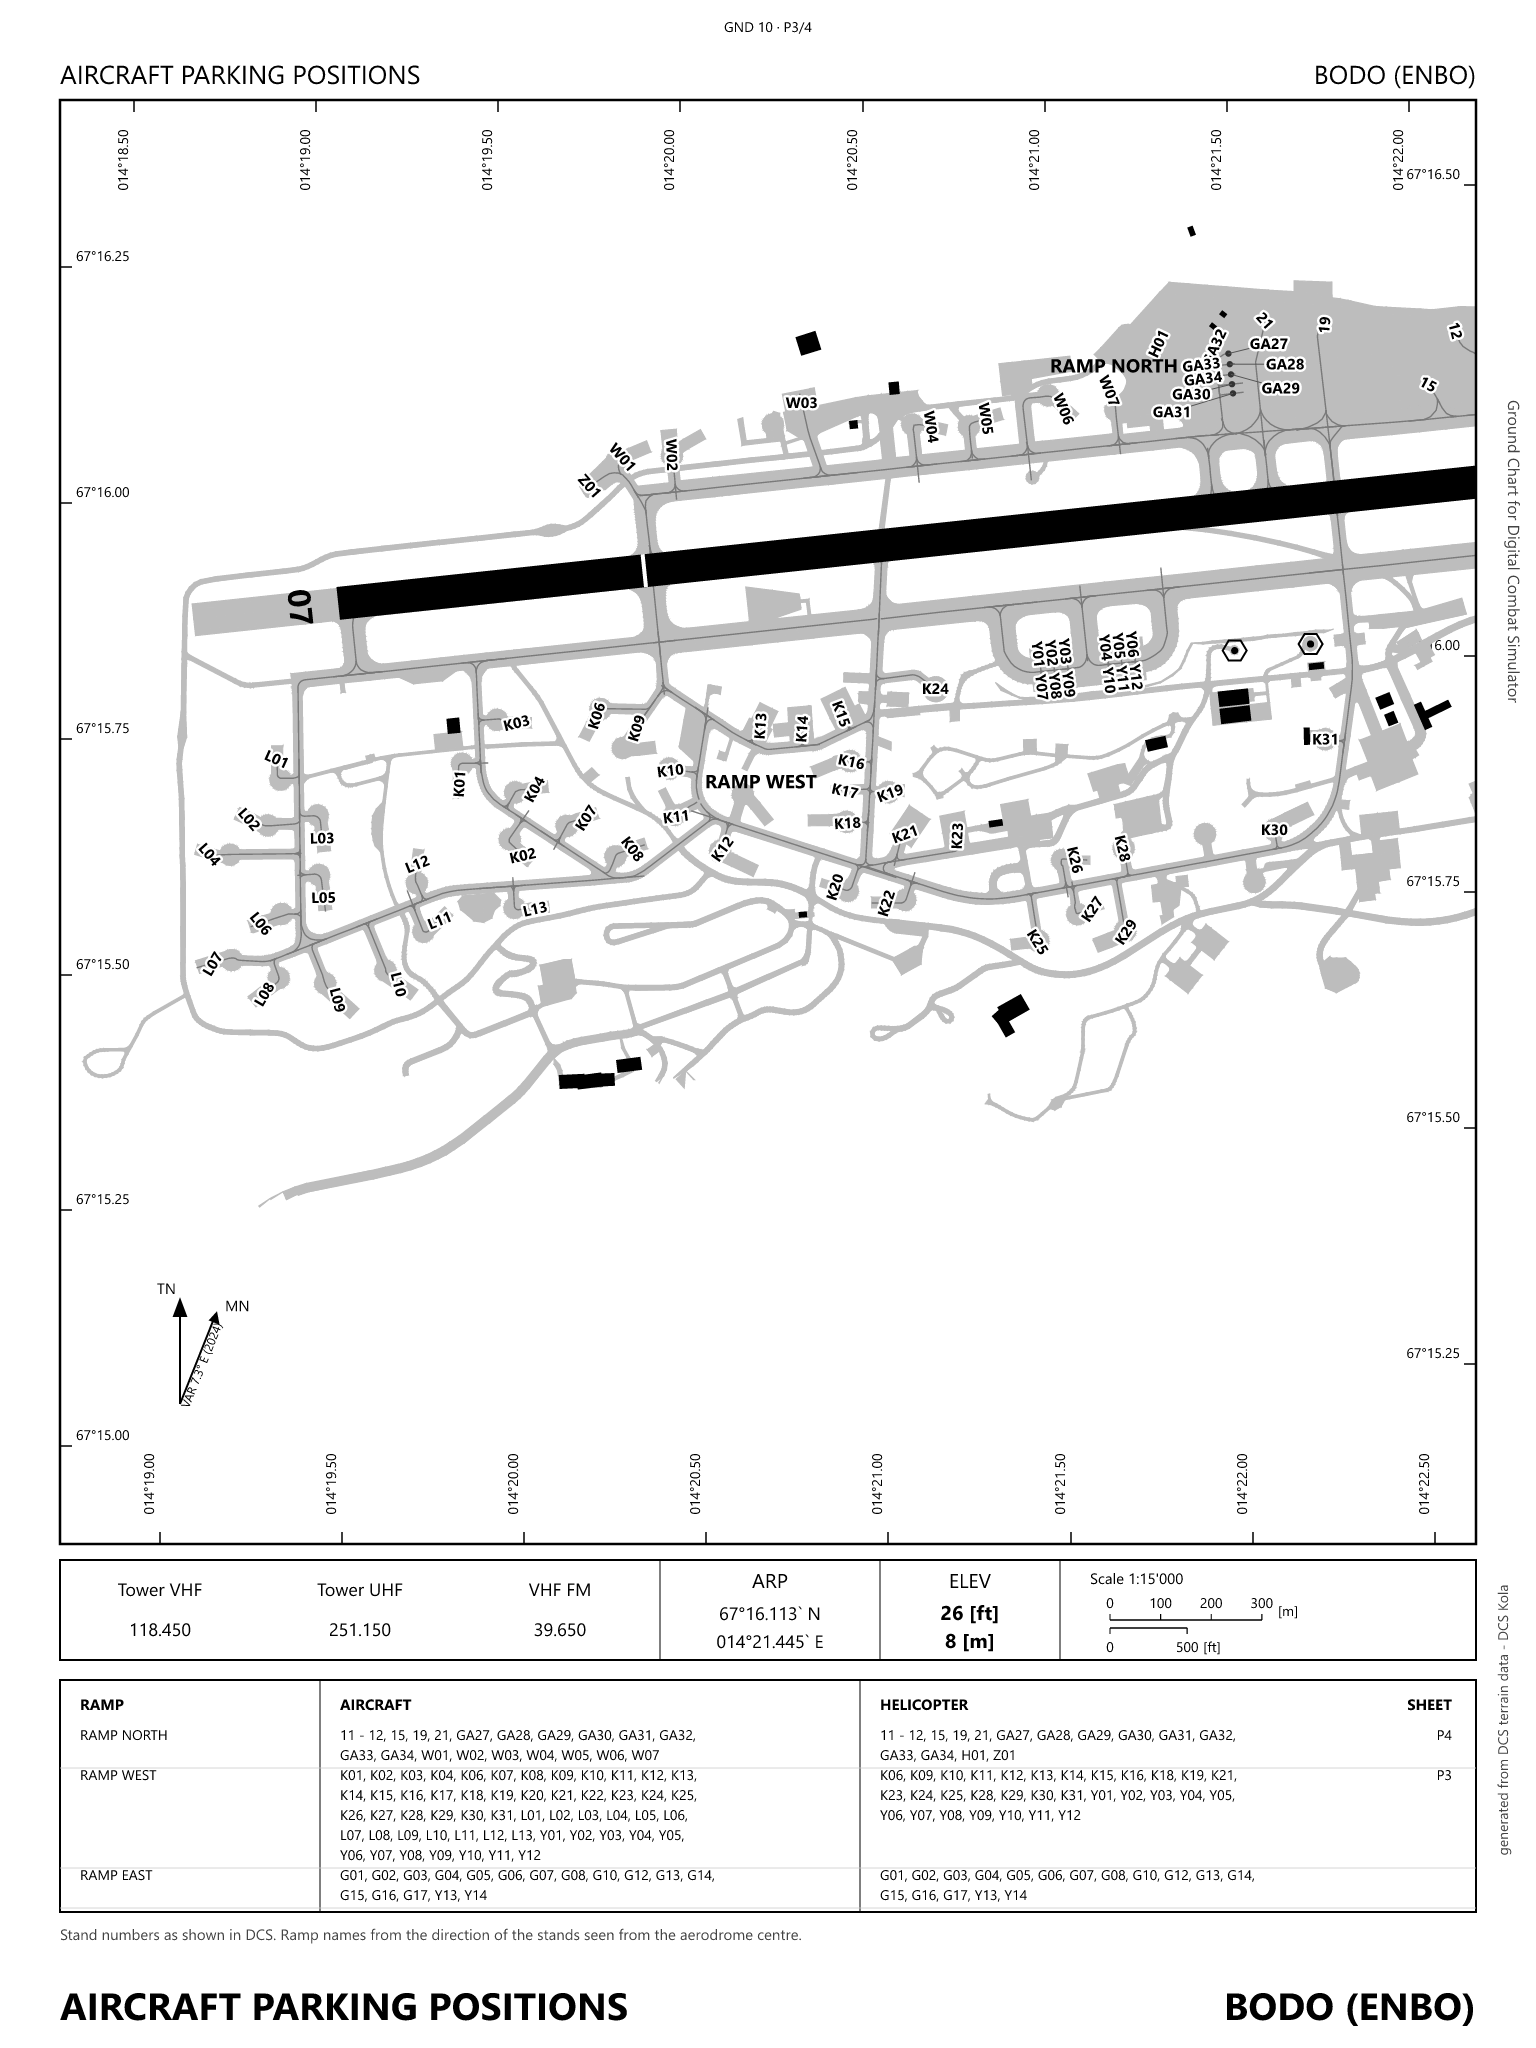 GND 10 · P3/4
AIRCRAFT PARKING POSITIONS
BODO (ENBO)
014°18.50
014°19.00
014°19.50
014°20.00
014°20.50
014°21.00
014°21.50
014°22.00
67°16.50
67°16.25
67°16.00
67°15.75
67°15.50
67°15.25
67°15.00
6.00
67°15.75
67°15.50
67°15.25
H01
GA32
21
19
12
GA27
GA33
GA28
GA34
GA29
GA30
GA31
15
RAMP NORTH
W07
W06
W05
W04
W03
W02
W01
Z01
07
Y01
Y02
Y03
Y04
Y05
Y06
Y07
Y08
Y09
Y10
Y11
Y12
K24
K06
K09
K13
K14
K15
K03
K31
L01
K01
K10
RAMP WEST
K16
K04
K17
K19
K11
K18
K07
K21
K23
K30
L02
L03
L04
K02
K08
K12
K26
K28
L12
K20
K22
L05
L06
L11
L13
K27
K25
K29
L07
L08
L09
L10
TN
MN
VAR 7.3° E (2024)
014°19.00
014°19.50
014°20.00
014°20.50
014°21.00
014°21.50
014°22.00
014°22.50
Ground Chart for Digital Combat Simulator
generated from DCS terrain data - DCS Kola
Tower VHF
118.450
Tower UHF
251.150
VHF FM
39.650
ARP
67°16.113` N
014°21.445` E
ELEV
26 [ft]
8 [m]
Scale 1:15'000
0 100 200 300 [m]
0 500 [ft]
RAMP AIRCRAFT HELICOPTER SHEET
RAMP NORTH
11 - 12, 15, 19, 21, GA27, GA28, GA29, GA30, GA31, GA32,
GA33, GA34, W01, W02, W03, W04, W05, W06, W07
11 - 12, 15, 19, 21, GA27, GA28, GA29, GA30, GA31, GA32,
GA33, GA34, H01, Z01
P4
RAMP WEST
K01, K02, K03, K04, K06, K07, K08, K09, K10, K11, K12, K13,
K14, K15, K16, K17, K18, K19, K20, K21, K22, K23, K24, K25,
K26, K27, K28, K29, K30, K31, L01, L02, L03, L04, L05, L06,
L07, L08, L09, L10, L11, L12, L13, Y01, Y02, Y03, Y04, Y05,
Y06, Y07, Y08, Y09, Y10, Y11, Y12
K06, K09, K10, K11, K12, K13, K14, K15, K16, K18, K19, K21,
K23, K24, K25, K28, K29, K30, K31, Y01, Y02, Y03, Y04, Y05,
Y06, Y07, Y08, Y09, Y10, Y11, Y12
P3
RAMP EAST
G01, G02, G03, G04, G05, G06, G07, G08, G10, G12, G13, G14,
G15, G16, G17, Y13, Y14
G01, G02, G03, G04, G05, G06, G07, G08, G10, G12, G13, G14,
G15, G16, G17, Y13, Y14
Stand numbers as shown in DCS. Ramp names from the direction of the stands seen from the aerodrome centre.
AIRCRAFT PARKING POSITIONS
BODO (ENBO)